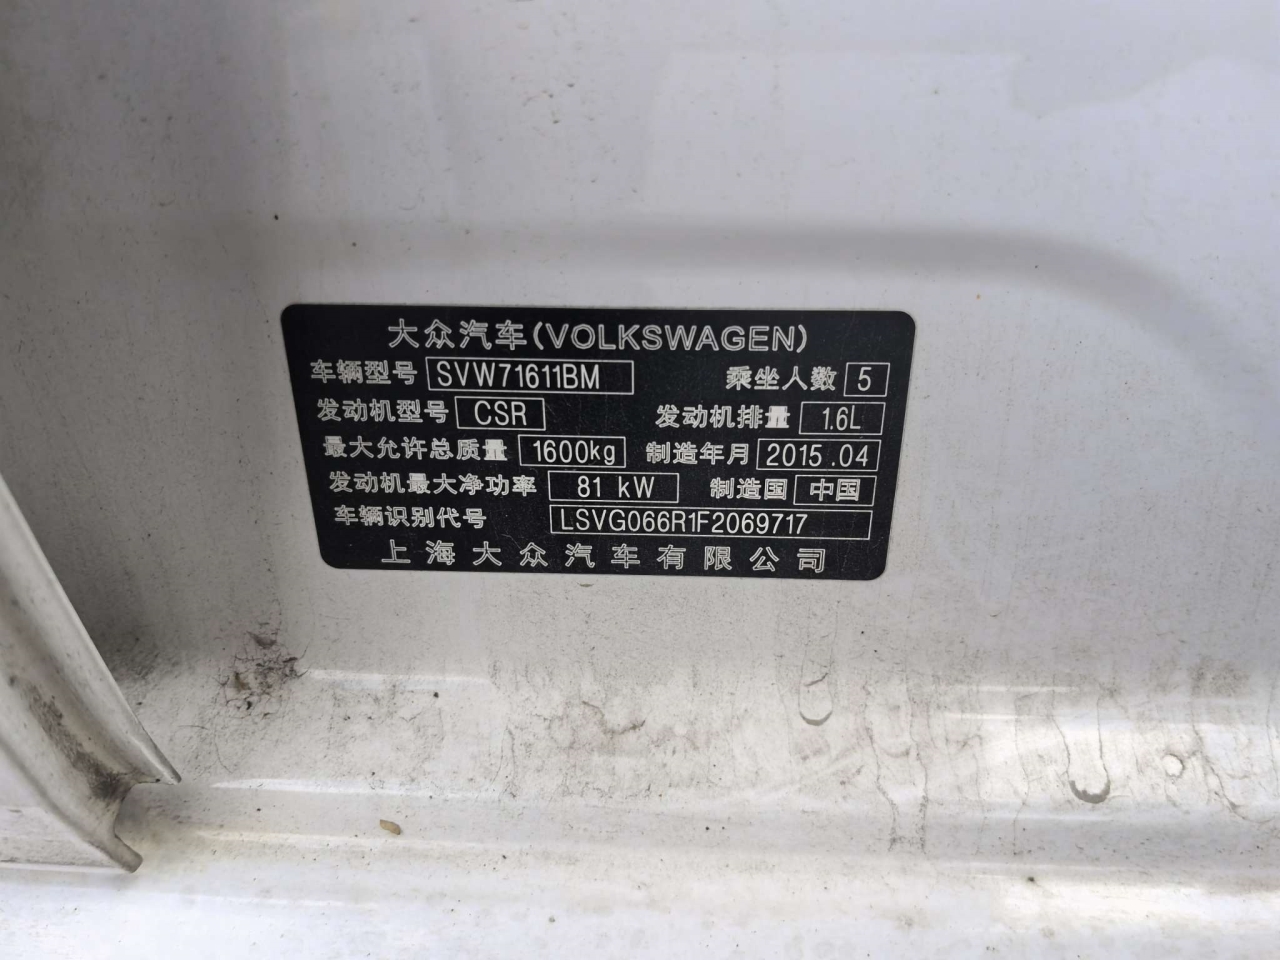 大众汽车(VOLKSWAGEN)
车辆型号 SVW71611BM 乘坐人数 5
发动机型号 CSR 发动机排量 1.6L
最大允许总质量 1600kg 制造年月 2015.04
发动机最大净功率 81 kW 制造国 中国
车辆识别代号 LSVG066R1F2069717
上海大众汽车有限公司